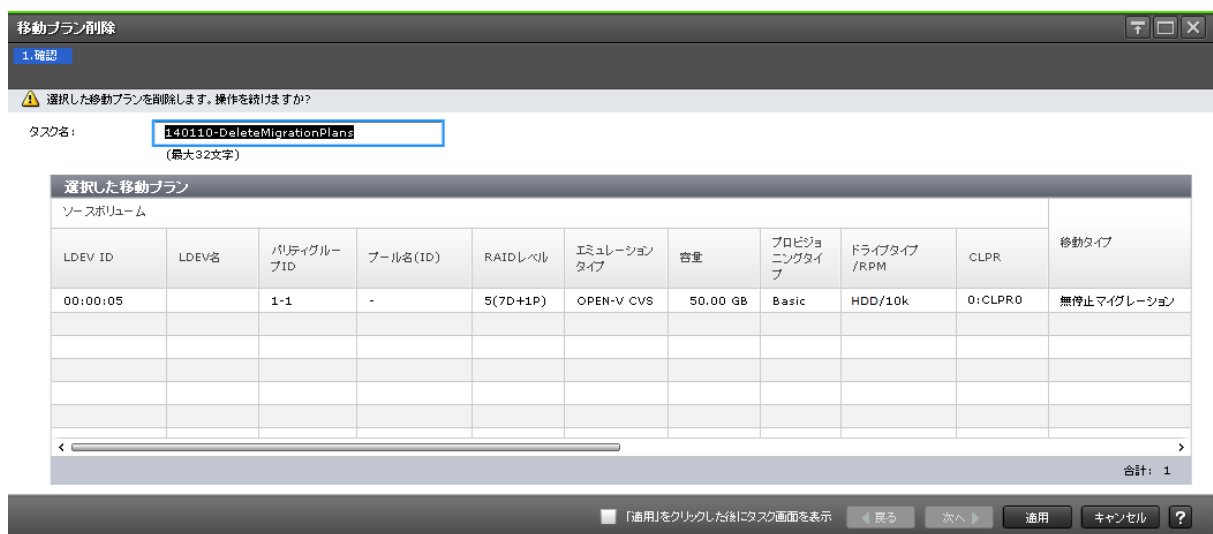 移動プラン削除
1.確認
選択した移動プランを削除します。操作を続けますか?
タスク名:
140110-DeleteMigrationPlans
(最大32文字)
選択した移動プラン
ソースボリューム
移動タイプ
LDEV ID
LDEV名
パリティグルー
プID
プール名(ID)
RAIDレベル
エミュレーション
タイプ
容量
プロビジョ
ニングタイ
プ
ドライブタイプ
/RPM
CLPR
00:00:05 1-1 - 5(7D+1P) OPEN-V CVS 50.00 GB Basic HDD/10k 0:CLPR0 無停止マイグレーション
合計: 1
「適用」をクリックした後にタスク画面を表示 戻る 次へ 適用 キャンセル ?